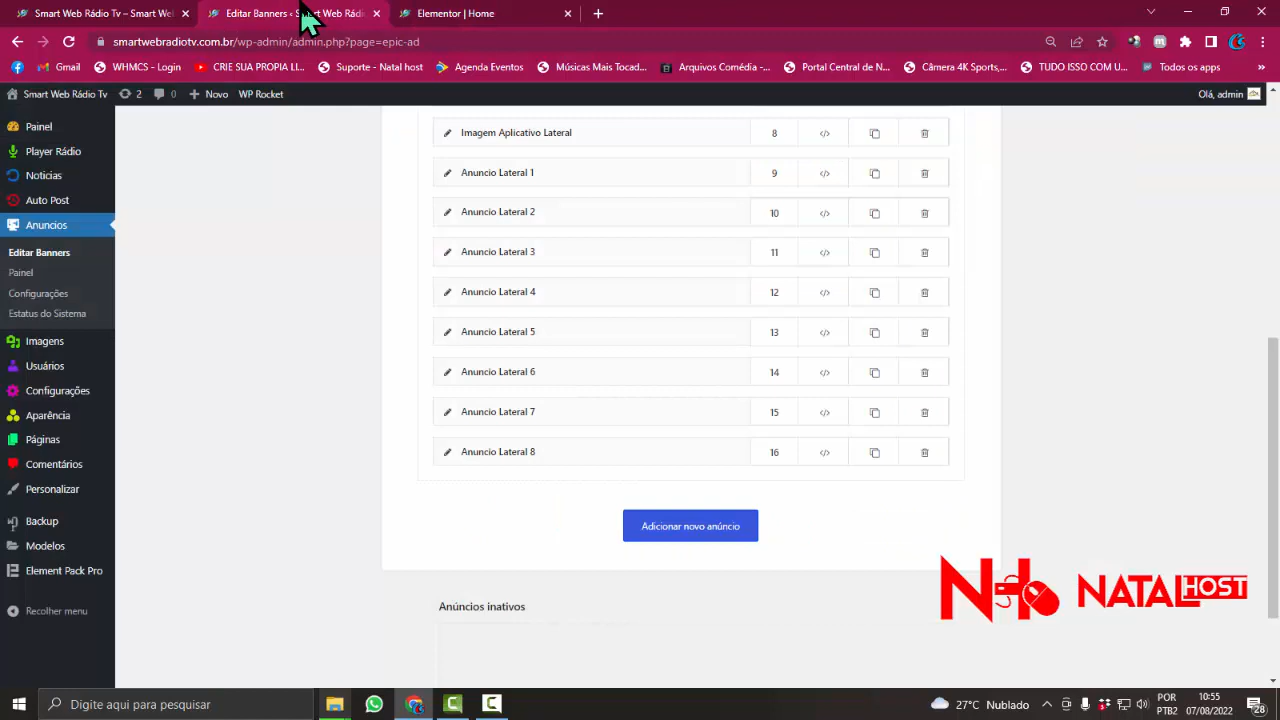 Smart Web Rádio Tv – Smart Web
Editar Banners ‹ Smart Web Rádi
Elementor | Home
smartwebradiotv.com.br/wp-admin/admin.php?page=epic-ad
Gmail
WHMCS - Login
CRIE SUA PROPIA LI...
Suporte - Natal host
Agenda Eventos
Músicas Mais Tocad...
Arquivos Comédia -...
Portal Central de N...
Câmera 4K Sports,...
TUDO ISSO COM U...
Todos os apps
Smart Web Rádio Tv
2
0
Novo
WP Rocket
Olá, admin
Painel
Player Rádio
Noticias
Auto Post
Anuncios
Editar Banners
Painel
Configurações
Estatus do Sistema
Imagens
Usuários
Configurações
Aparência
Páginas
Comentários
Personalizar
Backup
Modelos
Element Pack Pro
Recolher menu
Imagem Aplicativo Lateral 8
Anuncio Lateral 1 9
Anuncio Lateral 2 10
Anuncio Lateral 3 11
Anuncio Lateral 4 12
Anuncio Lateral 5 13
Anuncio Lateral 6 14
Anuncio Lateral 7 15
Anuncio Lateral 8 16
Adicionar novo anúncio
Anúncios inativos
NH
NATALHOST
Digite aqui para pesquisar
27°C Nublado
POR
PTB2
10:55
07/08/2022
28